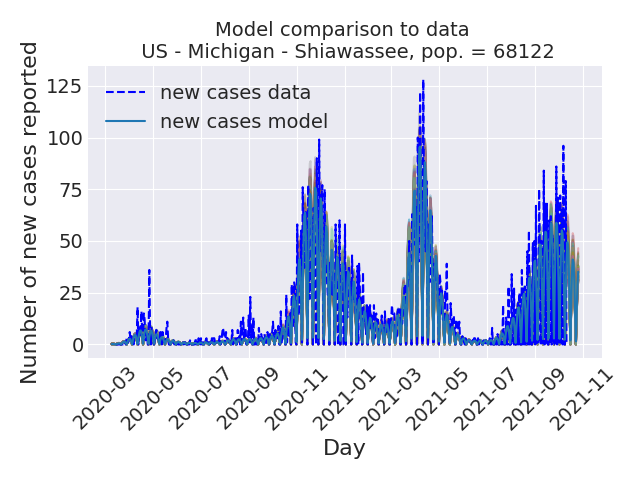 Model comparison to data
US - Michigan - Shiawassee, pop. = 68122
Number of new cases reported
125
100
75
50
25
0
new cases data
new cases model
2020-03
2020-05
2020-07
2020-09
2020-11
2021-01
2021-03
2021-05
2021-07
2021-09
2021-11
Day